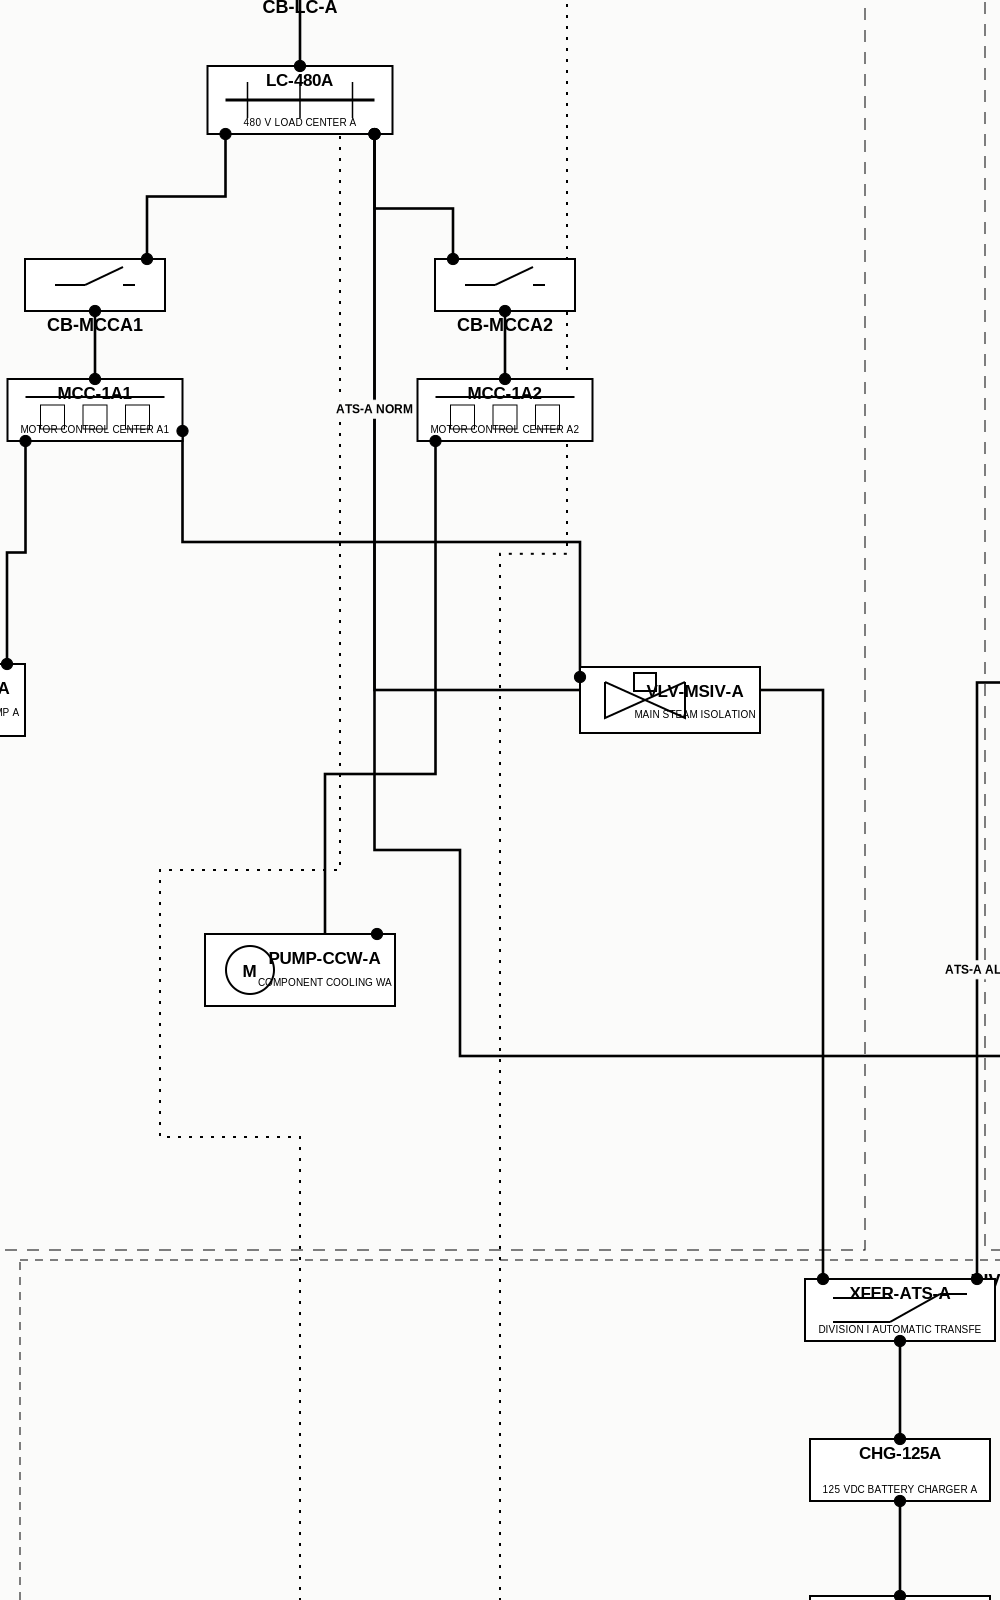 CB-LC-A
LC-480A
480 V LOAD CENTER A
CB-MCCA1
CB-MCCA2
MCC-1A1
MOTOR CONTROL CENTER A1
ATS-A NORM
MCC-1A2
MOTOR CONTROL CENTER A2
A
MP A
VLV-MSIV-A
MAIN STEAM ISOLATION
M
PUMP-CCW-A
COMPONENT COOLING WA
ATS-A AL
XFER-ATS-A
DIVISION I AUTOMATIC TRANSFE
CHG-125A
125 VDC BATTERY CHARGER A